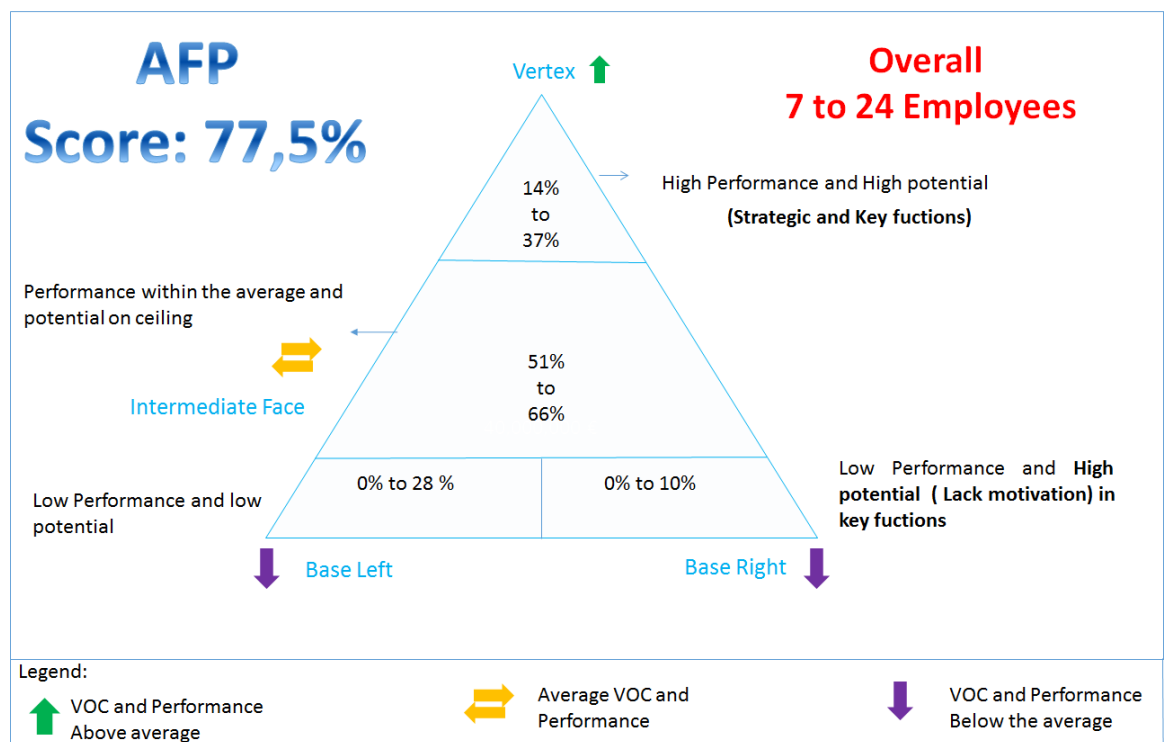 AFP
Score: 77,5%
Overall
7 to 24 Employees
Vertex
14%
to
37%
High Performance and High potential
(Strategic and Key fuctions)
Performance within the average and
potential on ceiling
Intermediate Face
51%
to
66%
0% to 28 %
0% to 10%
Low Performance and low
potential
Low Performance and High
potential ( Lack motivation) in
key fuctions
Base Left
Base Right
Legend:
VOC and Performance
Above average
Average VOC and
Performance
VOC and Performance
Below the average